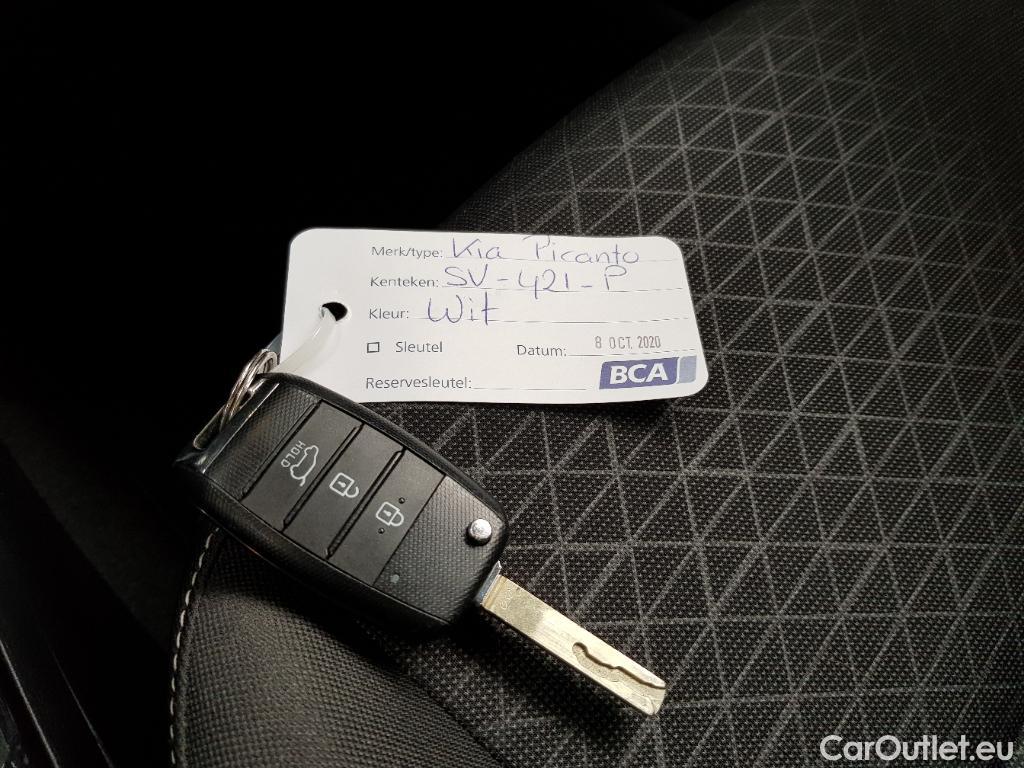 Merk/type: Kia Picanto
Kenteken: SV-421-P
Kleur: Wit
Sleutel Datum: 8 OCT. 2020
Reservesleutel:
BCA
HOLD
CarOutlet.eu